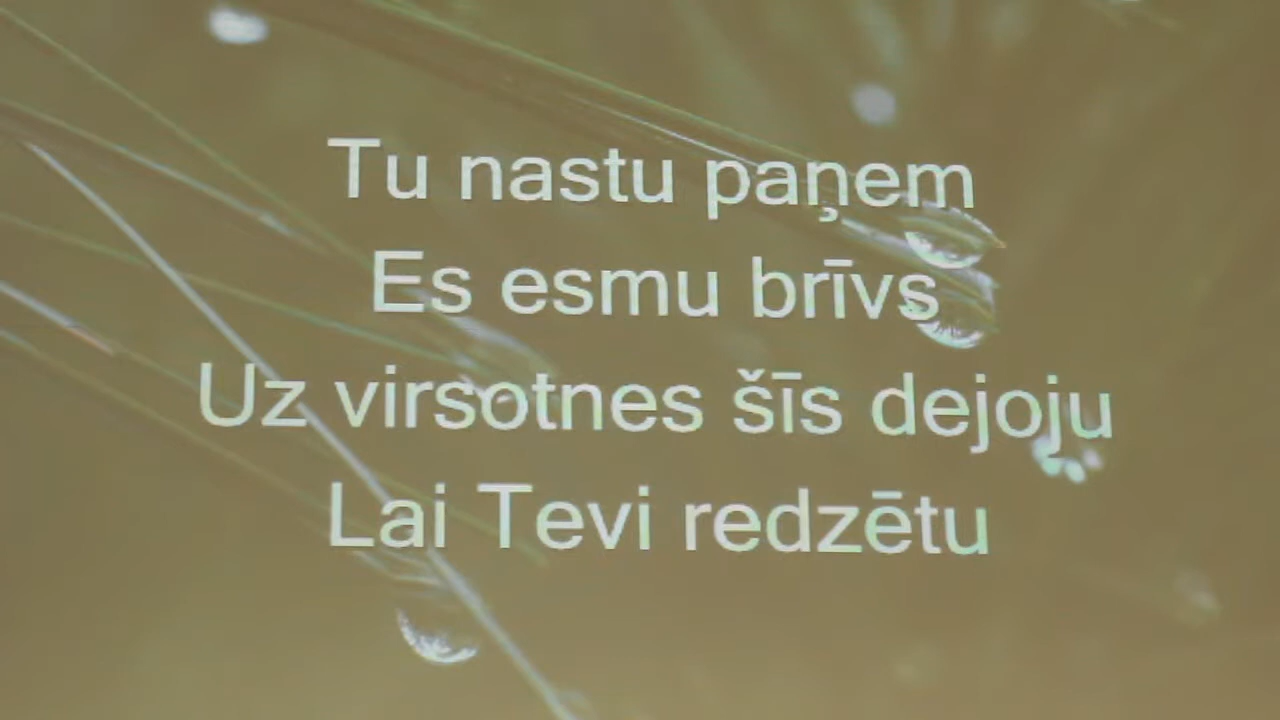 Tu nastu paņem
Es esmu brīvs
Uz virsotnes šīs dejoju
Lai Tevi redzētu